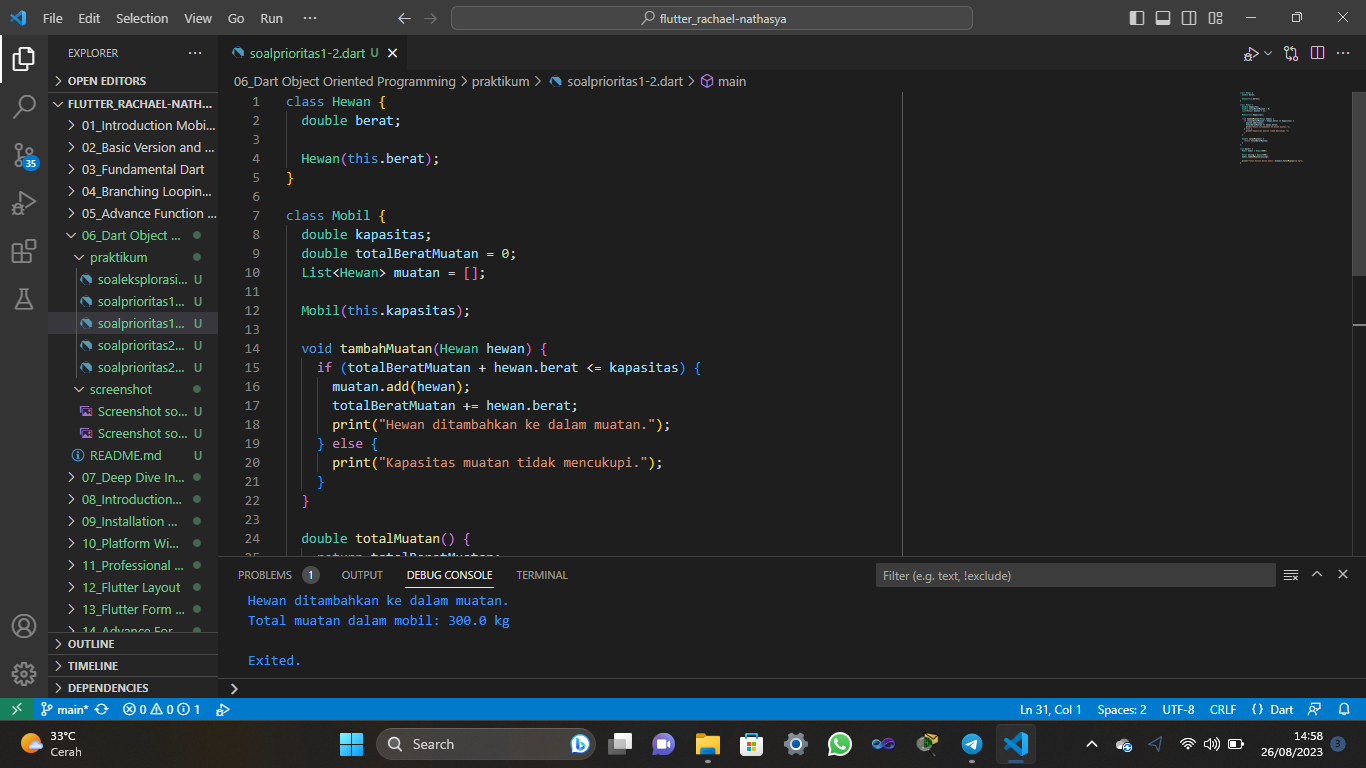 File Edit Selection View Go Run ···
flutter_rachael-nathasya
EXPLORER ···
OPEN EDITORS
FLUTTER_RACHAEL-NATH...
01_Introduction Mobi...
02_Basic Version and ...
03_Fundamental Dart
04_Branching Loopin...
05_Advance Function ...
06_Dart Object ...
praktikum
soaleksplorasi... U
soalprioritas1... U
soalprioritas1... U
soalprioritas2... U
soalprioritas2... U
screenshot
Screenshot so... U
Screenshot so... U
README.md U
07_Deep Dive In...
08_Introduction...
09_Installation ...
10_Platform Wi...
11_Professional ...
12_Flutter Layout
13_Flutter Form ...
14_Advance For...
OUTLINE
TIMELINE
DEPENDENCIES
35
soalprioritas1-2.dart U
06_Dart Object Oriented Programming > praktikum > soalprioritas1-2.dart > main
1 class Hewan {
2 double berat;
3
4 Hewan(this.berat);
5 }
6
7 class Mobil {
8 double kapasitas;
9 double totalBeratMuatan = 0;
10 List<Hewan> muatan = [];
11
12 Mobil(this.kapasitas);
13
14 void tambahMuatan(Hewan hewan) {
15 if (totalBeratMuatan + hewan.berat <= kapasitas) {
16 muatan.add(hewan);
17 totalBeratMuatan += hewan.berat;
18 print("Hewan ditambahkan ke dalam muatan.");
19 } else {
20 print("Kapasitas muatan tidak mencukupi.");
21 }
22 }
23
24 double totalMuatan() {
25 return totalBeratMuatan;
PROBLEMS 1 OUTPUT DEBUG CONSOLE TERMINAL
Filter (e.g. text, !exclude)
Hewan ditambahkan ke dalam muatan.
Total muatan dalam mobil: 300.0 kg
Exited.
main* 0 0 1
Ln 31, Col 1 Spaces: 2 UTF-8 CRLF {} Dart
33°C
Cerah
Search
14:58
26/08/2023
3